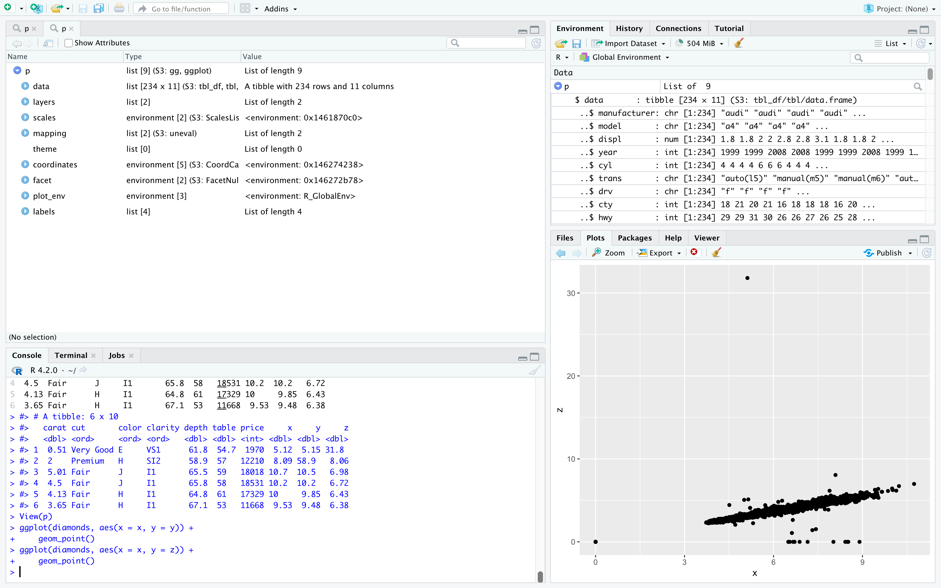 Go to file/function
Addins
Project: (None)
p
p
Show Attributes
Name Type Value
p list [9] (S3: gg, ggplot) List of length 9
data list [234 x 11] (S3: tbl_df, tbl, A tibble with 234 rows and 11 columns
layers list [2] List of length 2
scales environment [2] (S3: ScalesLis <environment: 0x1461870c0>
mapping list [2] (S3: uneval) List of length 2
theme list [0] List of length 0
coordinates environment [5] (S3: CoordCa <environment: 0x146274238>
facet environment [2] (S3: FacetNul <environment: 0x146272b78>
plot_env environment [3] <environment: R_GlobalEnv>
labels list [4] List of length 4
(No selection)
Console Terminal Jobs
R 4.2.0 · ~/
4 4.5 Fair J I1 65.8 58 18531 10.2 10.2 6.72
5 4.13 Fair H I1 64.8 61 17329 10 9.85 6.43
6 3.65 Fair H I1 67.1 53 11668 9.53 9.48 6.38
> #> # A tibble: 6 x 10
> #> carat cut color clarity depth table price x y z
> #> <dbl> <ord> <ord> <ord> <dbl> <dbl> <int> <dbl> <dbl> <dbl>
> #> 1 0.51 Very Good E VS1 61.8 54.7 1970 5.12 5.15 31.8
> #> 2 2 Premium H SI2 58.9 57 12210 8.09 58.9 8.06
> #> 3 5.01 Fair J I1 65.5 59 18018 10.7 10.5 6.98
> #> 4 4.5 Fair J I1 65.8 58 18531 10.2 10.2 6.72
> #> 5 4.13 Fair H I1 64.8 61 17329 10 9.85 6.43
> #> 6 3.65 Fair H I1 67.1 53 11668 9.53 9.48 6.38
> View(p)
> ggplot(diamonds, aes(x = x, y = y)) +
+ geom_point()
> ggplot(diamonds, aes(x = x, y = z)) +
+ geom_point()
>
Environment History Connections Tutorial
Import Dataset 504 MiB List
R Global Environment
Data
p List of 9
$ data : tibble [234 × 11] (S3: tbl_df/tbl/data.frame)
..$ manufacturer: chr [1:234] "audi" "audi" "audi" "audi" ...
..$ model : chr [1:234] "a4" "a4" "a4" "a4" ...
..$ displ : num [1:234] 1.8 1.8 2 2 2.8 2.8 3.1 1.8 1.8 2 ...
..$ year : int [1:234] 1999 1999 2008 2008 1999 1999 2008 1999 1…
..$ cyl : int [1:234] 4 4 4 4 6 6 6 4 4 4 ...
..$ trans : chr [1:234] "auto(l5)" "manual(m5)" "manual(m6)" "aut…
..$ drv : chr [1:234] "f" "f" "f" "f" ...
..$ cty : int [1:234] 18 21 20 21 16 18 18 18 16 20 ...
..$ hwy : int [1:234] 29 29 31 30 26 26 27 26 25 28 ...
Files Plots Packages Help Viewer
Zoom Export Publish
30
20
z
10
0
0 3 6 9
x